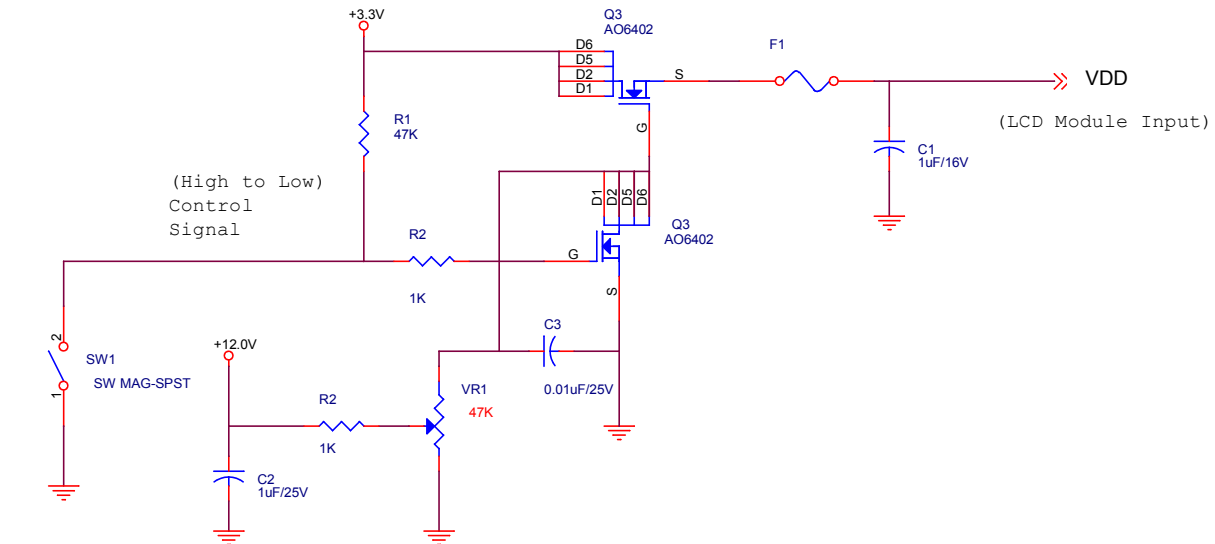 +3.3V
Q3
AO6402
D6
D5
D2
D1
S
G
F1
VDD
(LCD Module Input)
R1
47K
C1
1uF/16V
(High to Low)
Control
Signal
D1
D2
D5
D6
Q3
AO6402
R2
1K
G
S
2
1
SW1
SW MAG-SPST
+12.0V
C3
0.01uF/25V
R2
1K
VR1
47K
C2
1uF/25V